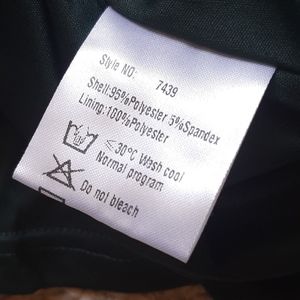 Style NO: 7439
Shell:95%Polyester 5%Spandex
Lining:100%Polyester
≤30°C Wash cool
Normal program
Do not bleach